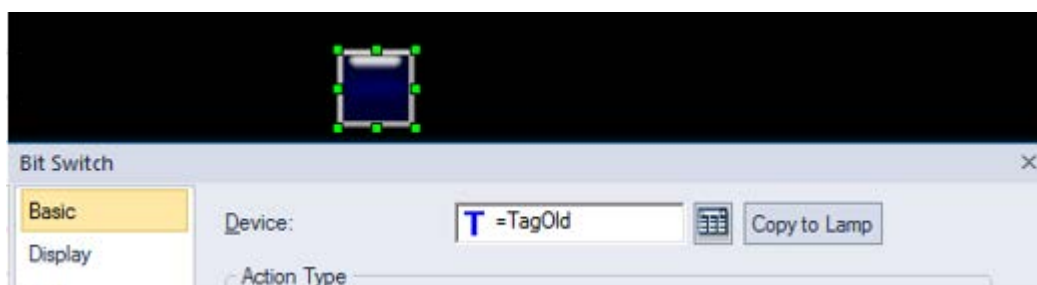 Bit Switch
Basic
Device: T =TagOld Copy to Lamp
Display
Action Type